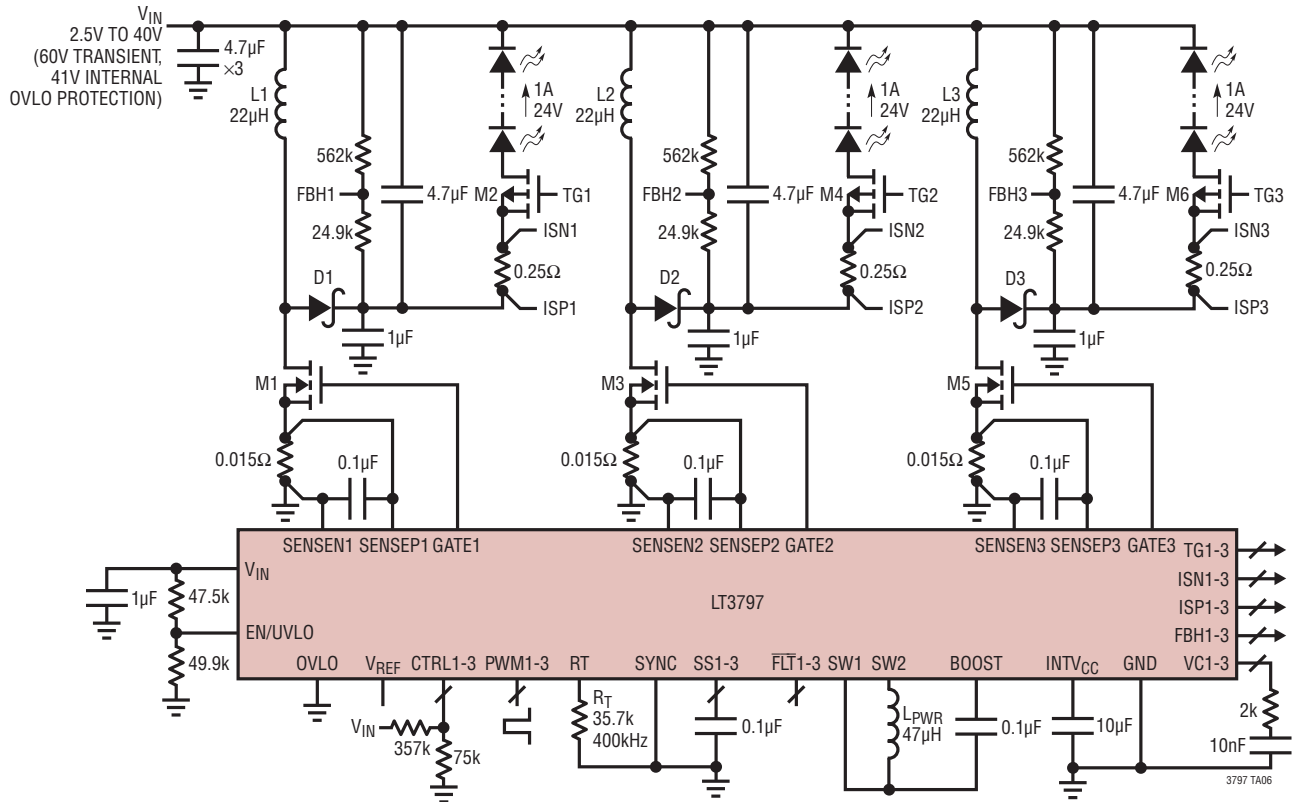 VIN
2.5V TO 40V
(60V TRANSIENT,
41V INTERNAL
OVLO PROTECTION)
4.7µF
×3
L1
22µH
562k
FBH1
24.9k
4.7µF
1A
24V
M2
TG1
ISN1
0.25Ω
ISP1
D1
1µF
M1
0.015Ω
0.1µF
L2
22µH
562k
FBH2
24.9k
4.7µF
1A
24V
M4
TG2
ISN2
0.25Ω
ISP2
D2
1µF
M3
0.015Ω
0.1µF
L3
22µH
562k
FBH3
24.9k
4.7µF
1A
24V
M6
TG3
ISN3
0.25Ω
ISP3
D3
1µF
M5
0.015Ω
0.1µF
SENSEN1 SENSEP1 GATE1
SENSEN2 SENSEP2 GATE2
SENSEN3 SENSEP3 GATE3
TG1-3
ISN1-3
ISP1-3
FBH1-3
VC1-3
VIN
EN/UVLO
LT3797
1µF
47.5k
49.9k
OVLO VREF CTRL1-3 PWM1-3 RT SYNC SS1-3 FLT1-3 SW1 SW2 BOOST INTVCC GND
VIN
357k
75k
RT
35.7k
400kHz
0.1µF
LPWR
47µH
0.1µF
10µF
2k
10nF
3797 TA06